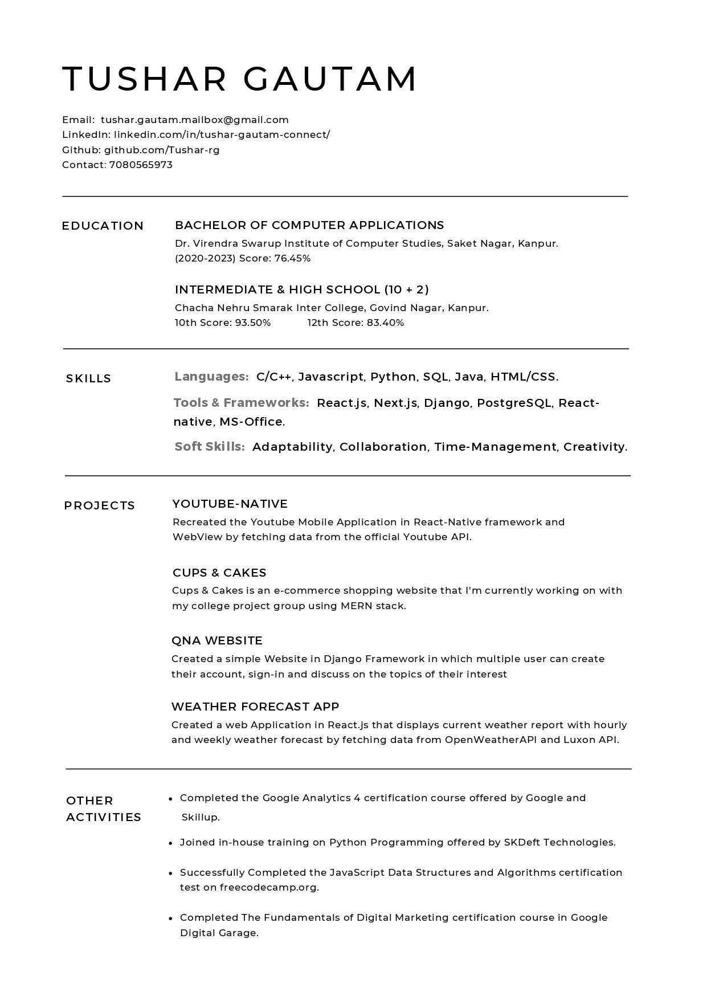 TUSHAR GAUTAM
Email:  tushar.gautam.mailbox@gmail.com
LinkedIn: linkedin.com/in/tushar-gautam-connect/
Github: github.com/Tushar-rg
Contact: 7080565973
EDUCATION
BACHELOR OF COMPUTER APPLICATIONS
Dr. Virendra Swarup Institute of Computer Studies, Saket Nagar, Kanpur.
(2020-2023) Score: 76.45%
INTERMEDIATE & HIGH SCHOOL (10 + 2)
Chacha Nehru Smarak Inter College, Govind Nagar, Kanpur.
10th Score: 93.50% 12th Score: 83.40%
SKILLS
Languages: C/C++, Javascript, Python, SQL, Java, HTML/CSS.
Tools & Frameworks: React.js, Next.js, Django, PostgreSQL, React-
native, MS-Office.
Soft Skills: Adaptability, Collaboration, Time-Management, Creativity.
PROJECTS
YOUTUBE-NATIVE
Recreated the Youtube Mobile Application in React-Native framework and
WebView by fetching data from the official Youtube API.
CUPS & CAKES
Cups & Cakes is an e-commerce shopping website that I'm currently working on with
my college project group using MERN stack.
QNA WEBSITE
Created a simple Website in Django Framework in which multiple user can create
their account, sign-in and discuss on the topics of their interest
WEATHER FORECAST APP
Created a web Application in React.js that displays current weather report with hourly
and weekly weather forecast by fetching data from OpenWeatherAPI and Luxon API.
OTHER
ACTIVITIES
• Completed the Google Analytics 4 certification course offered by Google and
Skillup.
• Joined in-house training on Python Programming offered by SKDeft Technologies.
• Successfully Completed the JavaScript Data Structures and Algorithms certification
test on freecodecamp.org.
• Completed The Fundamentals of Digital Marketing certification course in Google
Digital Garage.